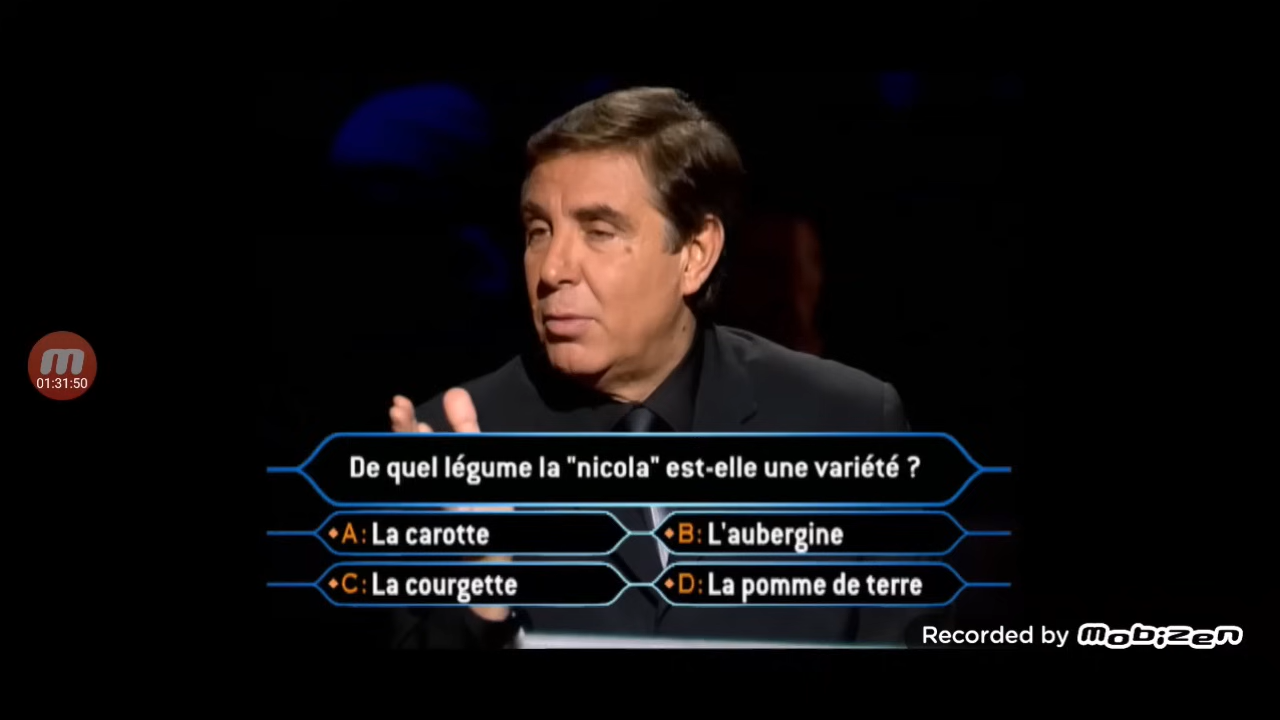 De quel légume la "nicola" est-elle une variété ?
A: La carotte
B: L'aubergine
C: La courgette
D: La pomme de terre
m
01:31:50
Recorded by mobizen